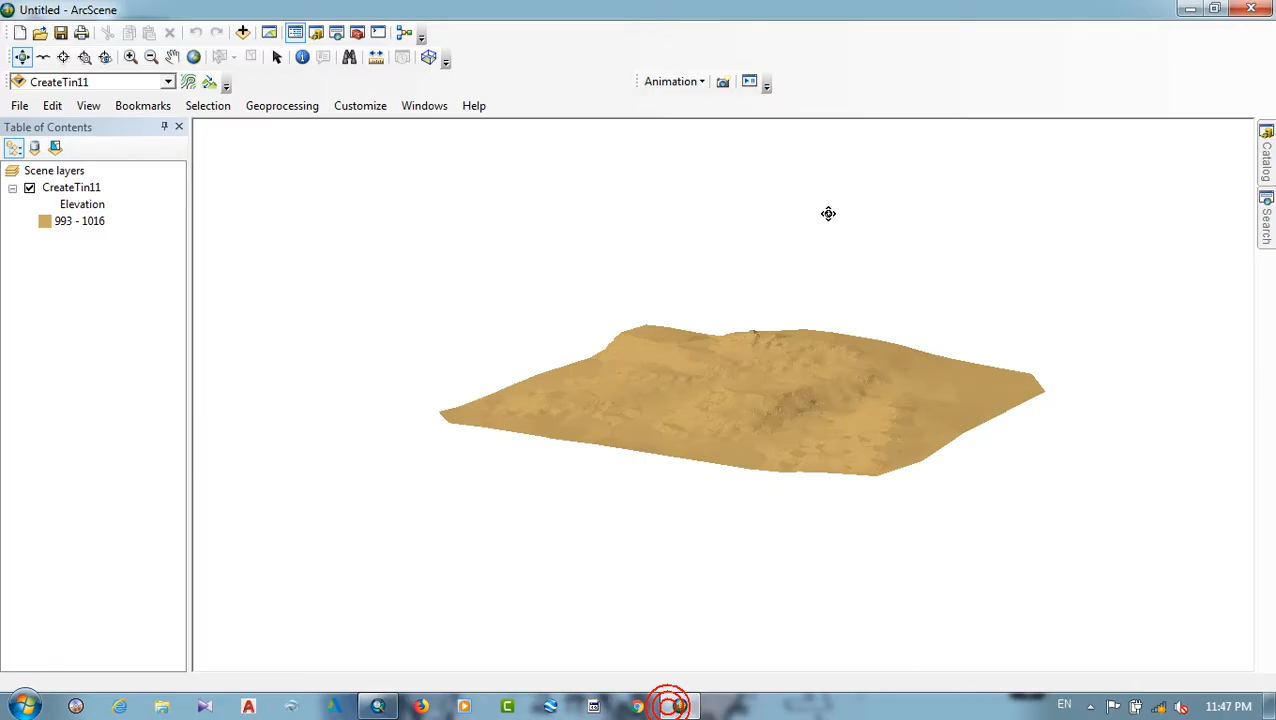 Untitled - ArcScene
CreateTin11
Animation
File Edit View Bookmarks Selection Geoprocessing Customize Windows Help
Table of Contents
Scene layers
CreateTin11
Elevation
993 - 1016
Catalog
Search
EN
11:47 PM